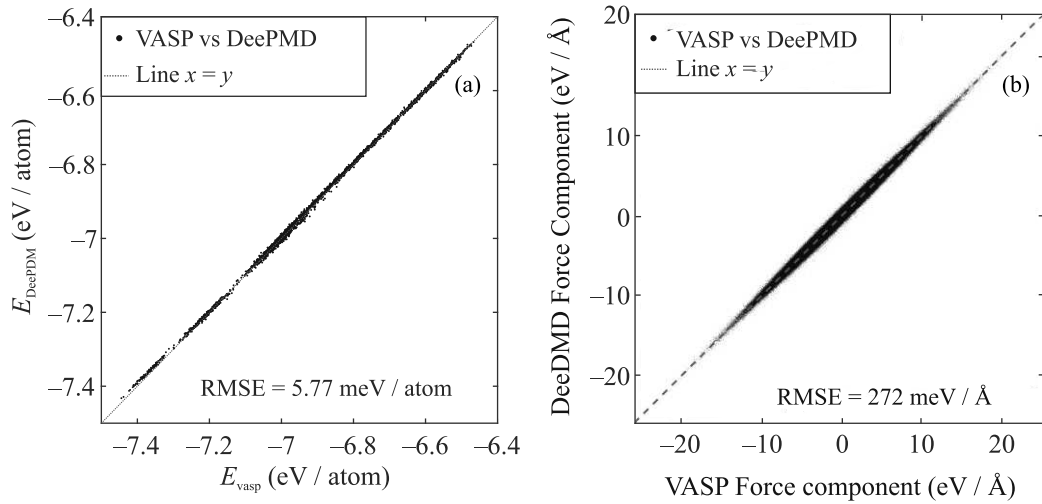 −6.4
VASP vs DeePMD
Line x = y
(a)
−6.6
−6.8
−7
−7.2
−7.4
E_DeePDM (eV / atom)
RMSE = 5.77 meV / atom
−7.4
−7.2
−7
−6.8
−6.6
−6.4
E_vasp (eV / atom)
20
VASP vs DeePMD
Line x = y
(b)
10
0
−10
−20
DeeDMD Force Component (eV / Å)
RMSE = 272 meV / Å
−20
−10
0
10
20
VASP Force component (eV / Å)